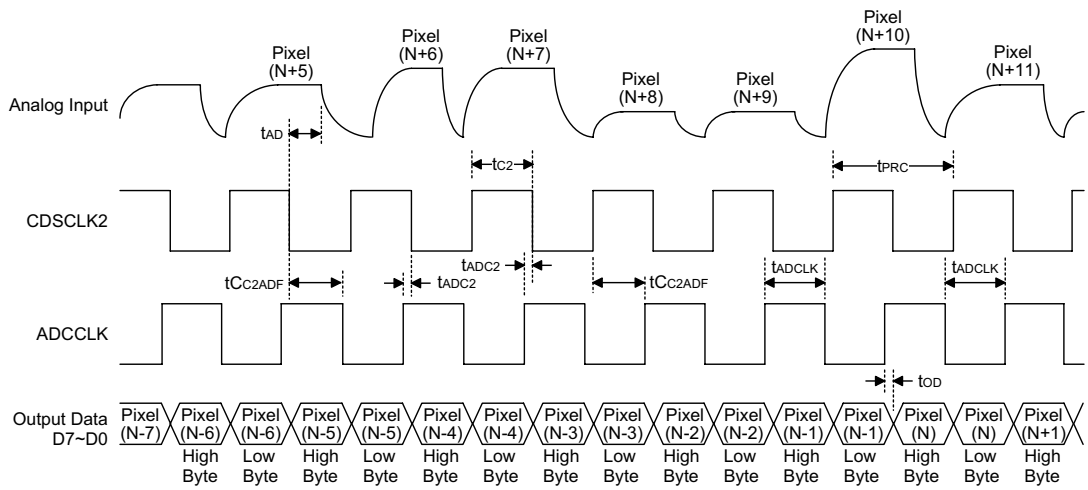 Pixel
(N+5)
Pixel
(N+6)
Pixel
(N+7)
Pixel
(N+8)
Pixel
(N+9)
Pixel
(N+10)
Pixel
(N+11)
Analog Input
tAD
tC2
tPRC
CDSCLK2
tCC2ADF
tADC2
tADC2
tCC2ADF
tADCLK
tADCLK
ADCCLK
tOD
Output Data
D7~D0
Pixel
(N-7)
Pixel
(N-6)
High
Byte
Pixel
(N-6)
Low
Byte
Pixel
(N-5)
High
Byte
Pixel
(N-5)
Low
Byte
Pixel
(N-4)
High
Byte
Pixel
(N-4)
Low
Byte
Pixel
(N-3)
High
Byte
Pixel
(N-3)
Low
Byte
Pixel
(N-2)
High
Byte
Pixel
(N-2)
Low
Byte
Pixel
(N-1)
High
Byte
Pixel
(N-1)
Low
Byte
Pixel
(N)
High
Byte
Pixel
(N)
Low
Byte
Pixel
(N+1)
High
Byte